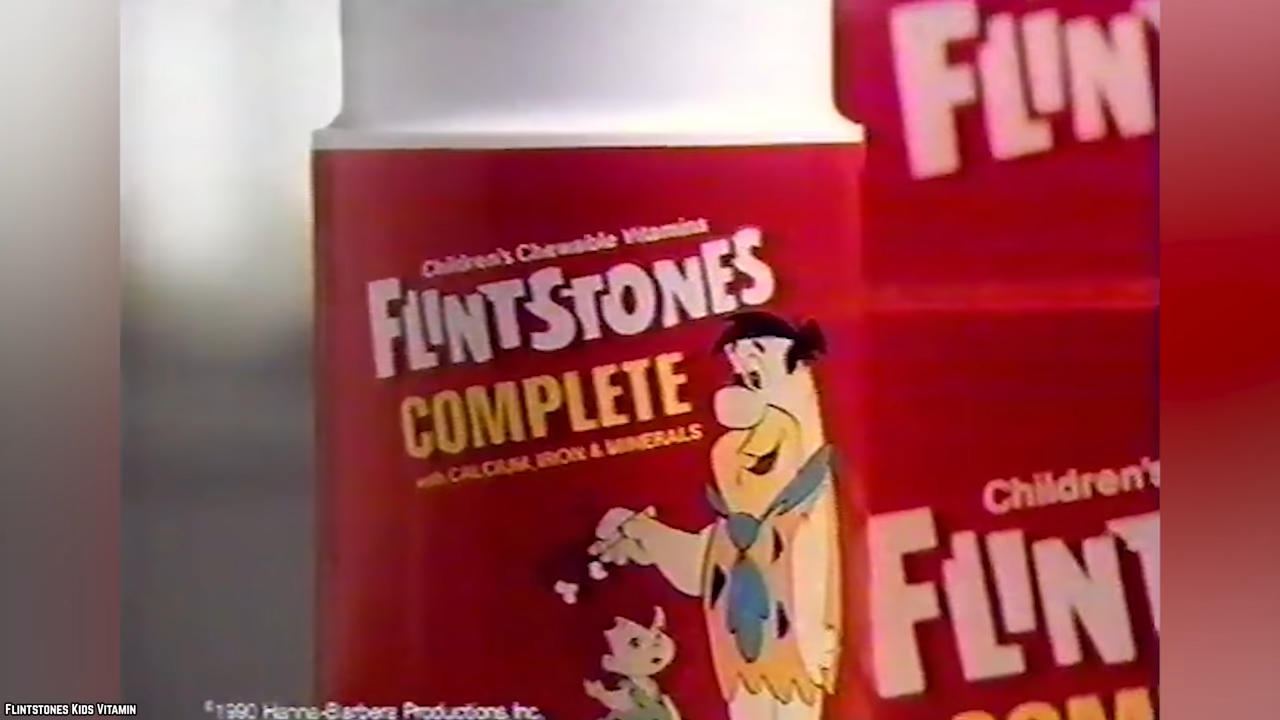 Children's Chewable Vitamins
FLINTSTONES
COMPLETE
with CALCIUM, IRON & MINERALS
FLIN
Children's
FLINT
COM
©1990 Hanna-Barbera Productions, Inc.
FLINTSTONES KIDS VITAMIN